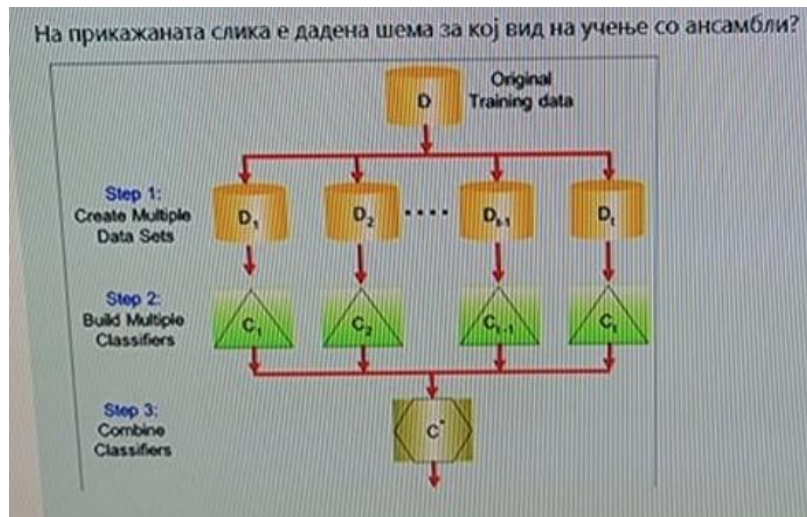 На прикажаната слика е дадена шема за кој вид на учење со ансамбли?
Original
Training data
D
Step 1:
Create Multiple
Data Sets
D1
D2
....
Dt-1
Dt
Step 2:
Build Multiple
Classifiers
C1
C2
Ct-1
Ct
Step 3:
Combine
Classifiers
C*